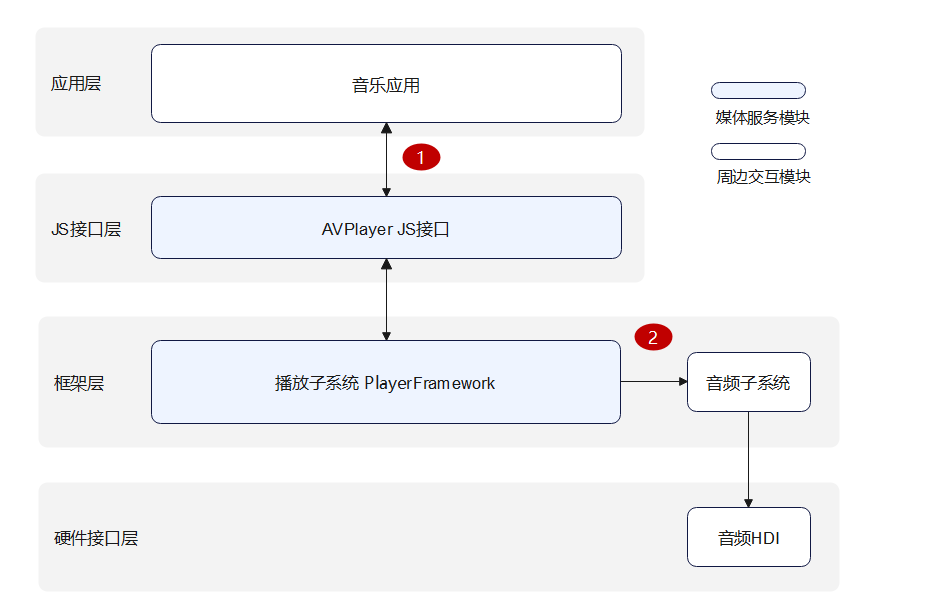 应用层
音乐应用
媒体服务模块
周边交互模块
1
JS接口层
AVPlayer JS接口
2
框架层
播放子系统 PlayerFramework
音频子系统
硬件接口层
音频HDI